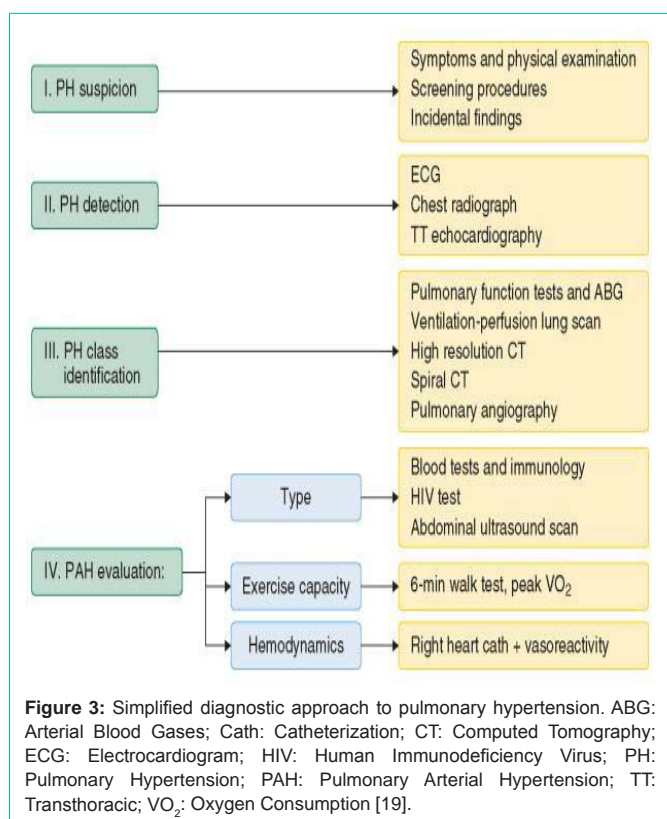 I. PH suspicion
Symptoms and physical examination
Screening procedures
Incidental findings
II. PH detection
ECG
Chest radiograph
TT echocardiography
III. PH class
identification
Pulmonary function tests and ABG
Ventilation-perfusion lung scan
High resolution CT
Spiral CT
Pulmonary angiography
IV. PAH evaluation:
Type
Blood tests and immunology
HIV test
Abdominal ultrasound scan
Exercise capacity
6-min walk test, peak VO₂
Hemodynamics
Right heart cath + vasoreactivity
Figure 3: Simplified diagnostic approach to pulmonary hypertension. ABG:
Arterial Blood Gases; Cath: Catheterization; CT: Computed Tomography;
ECG: Electrocardiogram; HIV: Human Immunodeficiency Virus; PH:
Pulmonary Hypertension; PAH: Pulmonary Arterial Hypertension; TT:
Transthoracic; VO₂: Oxygen Consumption [19].